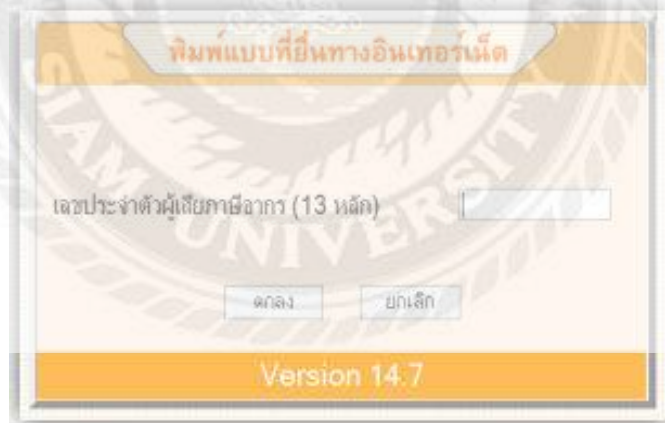 พิมพ์แบบที่ยื่นทางอินเทอร์เน็ต
เลขประจำตัวผู้เสียภาษีอากร (13 หลัก)
ตกลง ยกเลิก
Version 14.7
SIAM UNIVERSITY